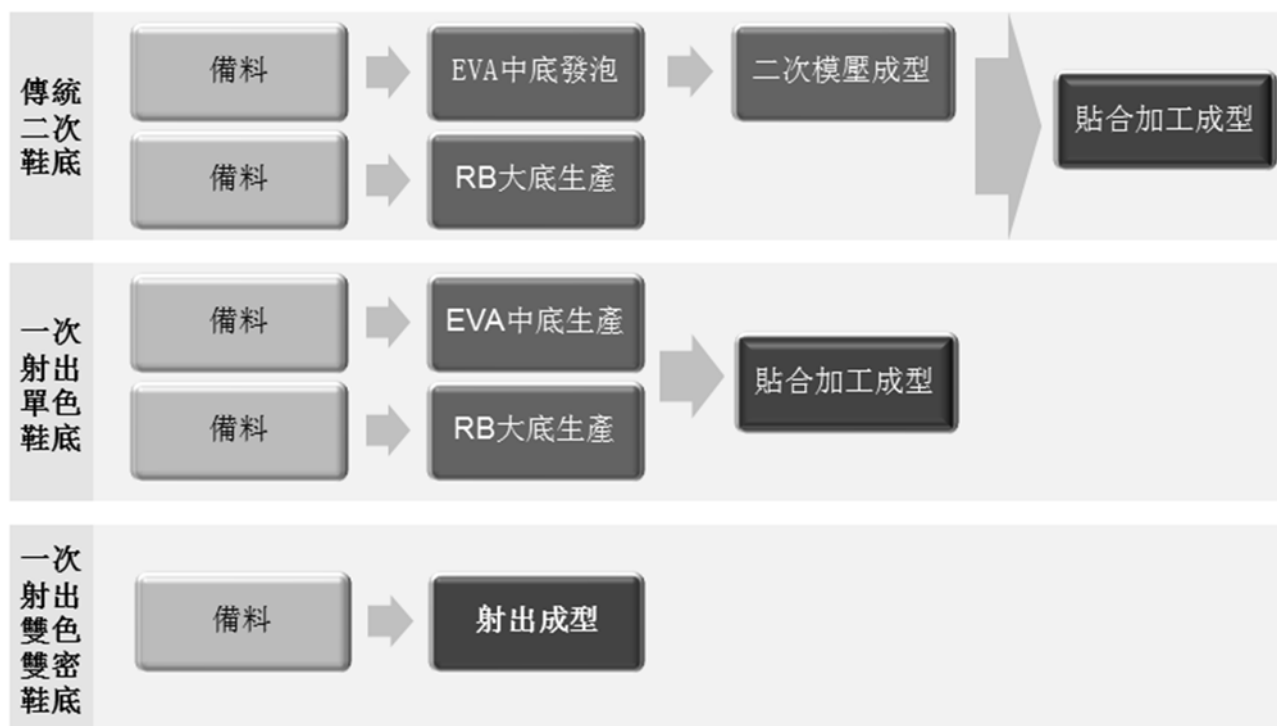 傳統
二次
鞋底
備料
EVA中底發泡
二次模壓成型
備料
RB大底生產
貼合加工成型
一次
射出
單色
鞋底
備料
EVA中底生產
備料
RB大底生產
貼合加工成型
一次
射出
雙色
雙密
鞋底
備料
射出成型